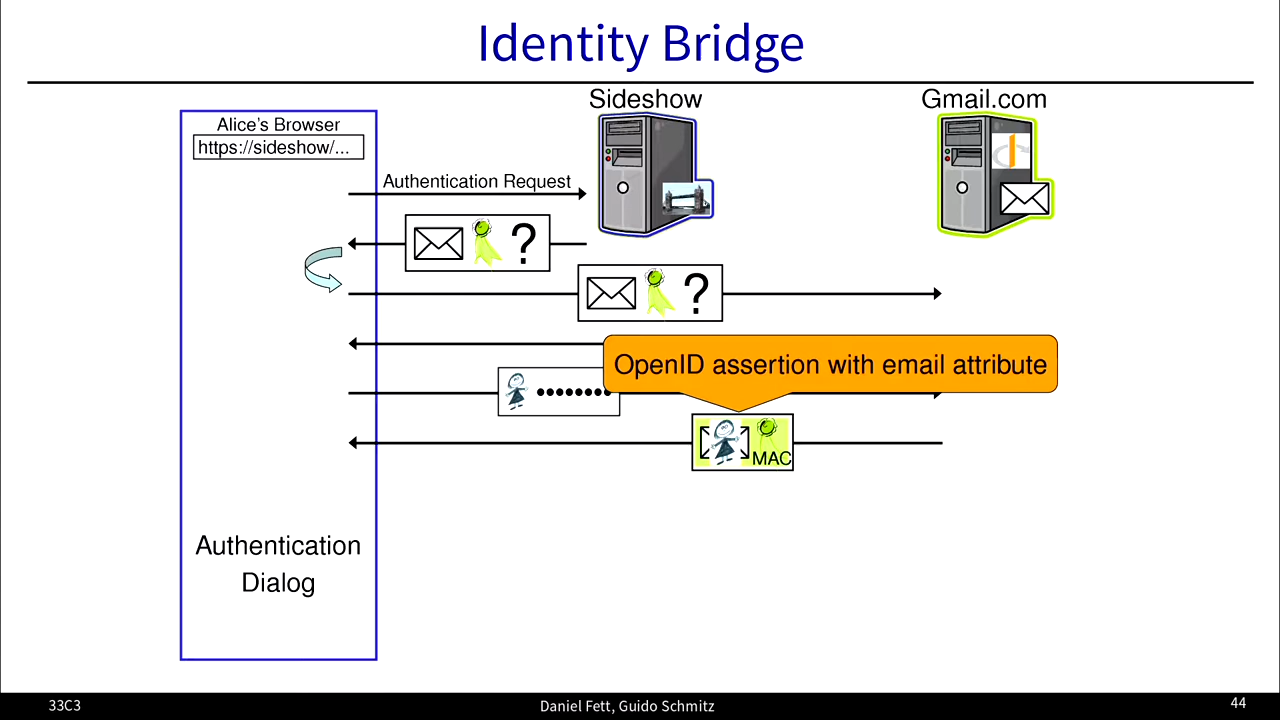 Identity Bridge
Sideshow
Gmail.com
Alice's Browser
https://sideshow/...
Authentication Request
?
?
OpenID assertion with email attribute
MAC
Authentication
Dialog
33C3
Daniel Fett, Guido Schmitz
44